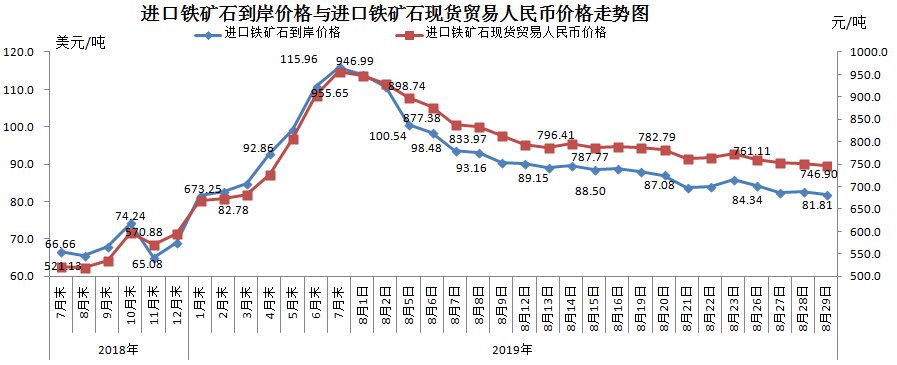 进口铁矿石到岸价格与进口铁矿石现货贸易人民币价格走势图
美元/吨
元/吨
进口铁矿石到岸价格
进口铁矿石现货贸易人民币价格
120.0
110.0
100.0
90.0
80.0
70.0
60.0
1000.0
950.0
900.0
850.0
800.0
750.0
700.0
650.0
600.0
550.0
500.0
66.66
74.24
65.08
82.78
92.86
115.96
100.54
98.48
93.16
89.15
88.50
87.08
84.34
81.81
521.13
570.88
673.25
955.65
946.99
898.74
877.38
833.97
796.41
787.77
782.79
761.11
746.90
7月末
8月末
9月末
10月末
11月末
12月末
1月末
2月末
3月末
4月末
5月末
6月末
7月末
8月1日
8月2日
8月5日
8月6日
8月7日
8月8日
8月9日
8月12日
8月13日
8月14日
8月15日
8月16日
8月19日
8月20日
8月21日
8月22日
8月23日
8月26日
8月27日
8月28日
8月29日
2018年
2019年